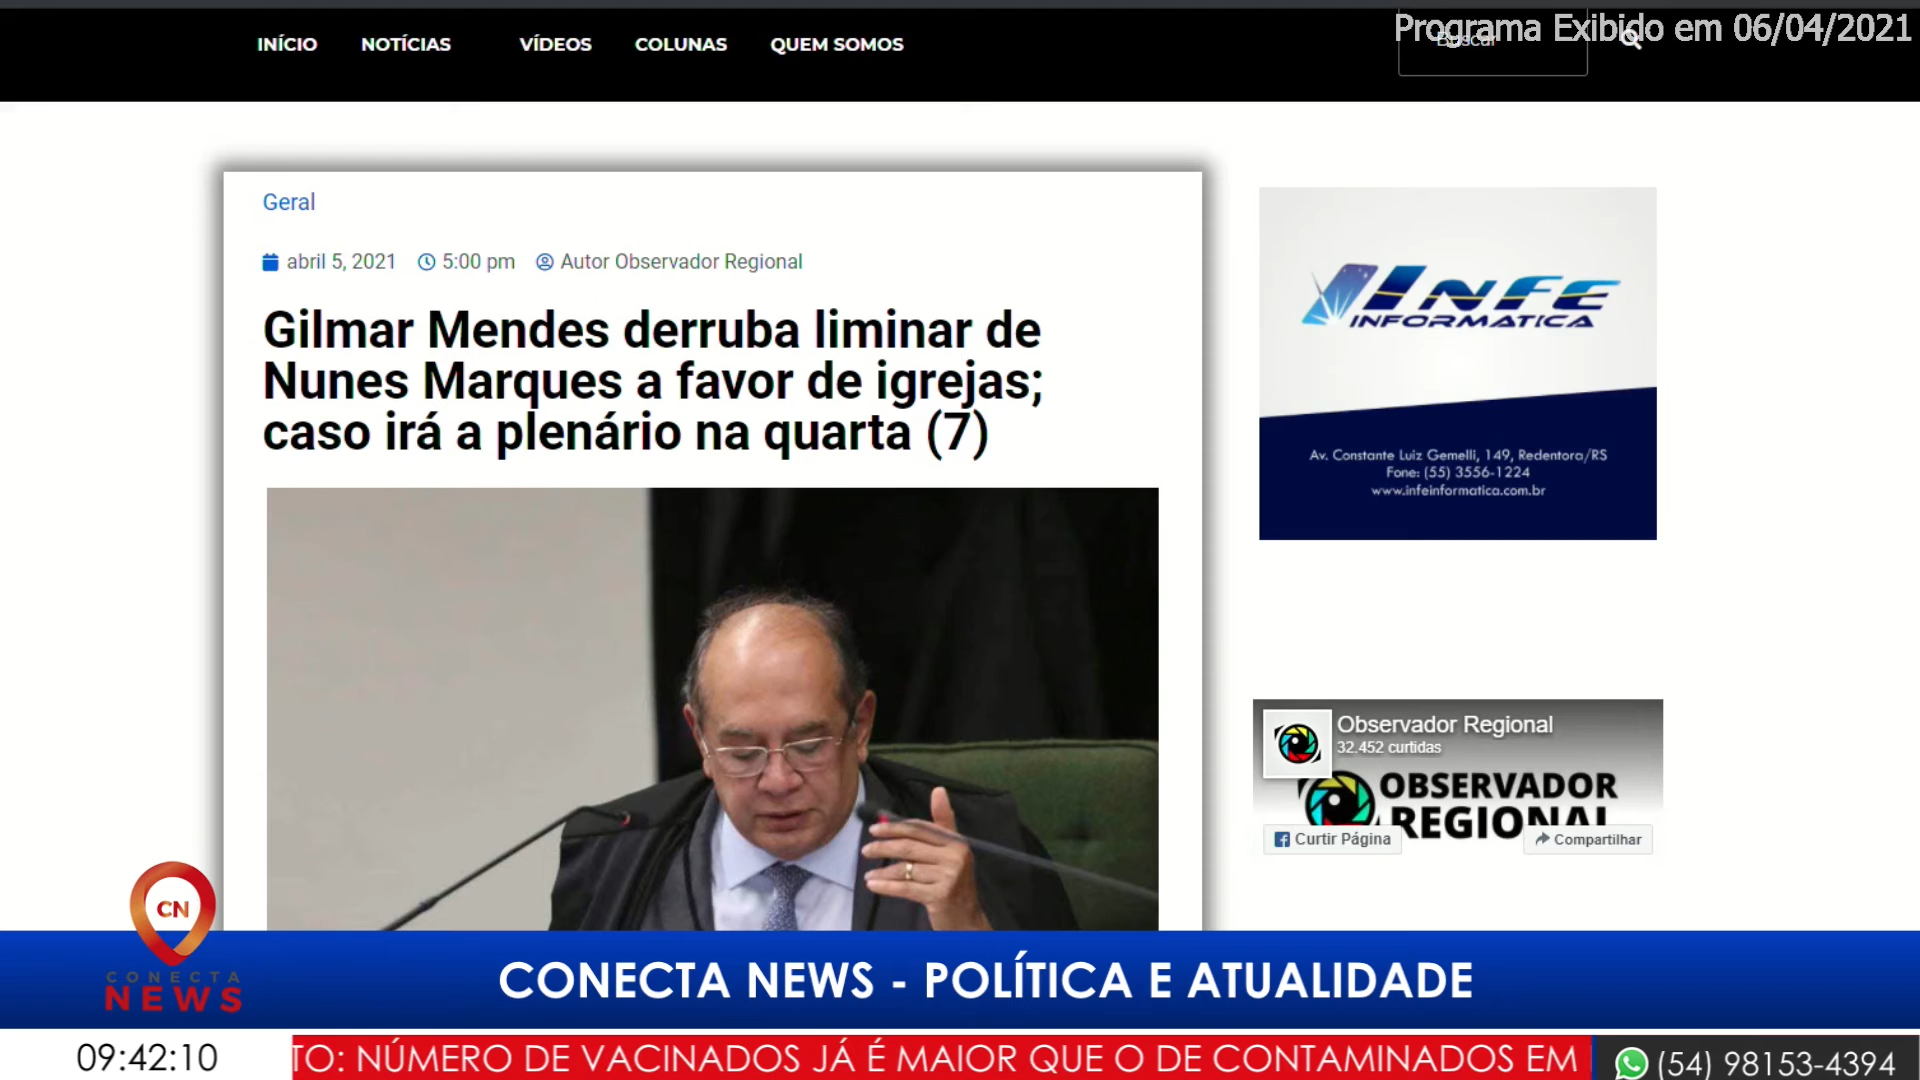 INÍCIO NOTÍCIAS VÍDEOS COLUNAS QUEM SOMOS
Programa Exibido em 06/04/2021
Buscar
Geral
abril 5, 2021 5:00 pm Autor Observador Regional
Gilmar Mendes derruba liminar de
Nunes Marques a favor de igrejas;
caso irá a plenário na quarta (7)
INFE
INFORMATICA
Av. Constante Luiz Gemelli, 149, Redentora/RS
Fone: (55) 3556-1224
www.infeinformatica.com.br
Observador Regional
32.452 curtidas
OBSERVADOR
REGIONAL
Curtir Página Compartilhar
CN
CONECTA
NEWS
CONECTA NEWS - POLÍTICA E ATUALIDADE
09:42:10
TO: NÚMERO DE VACINADOS JÁ É MAIOR QUE O DE CONTAMINADOS EM
(54) 98153-4394